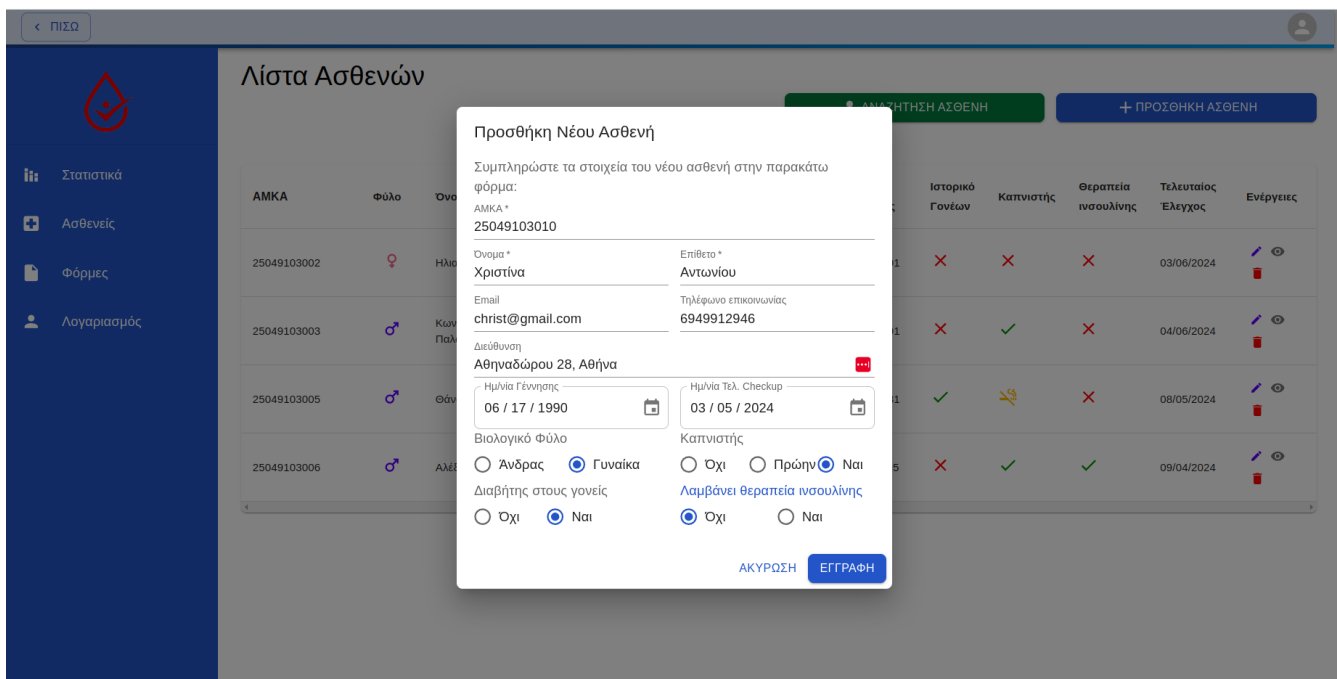 ΠΙΣΩ
Λίστα Ασθενών
ΑΝΑΖΗΤΗΣΗ ΑΣΘΕΝΗ
ΠΡΟΣΘΗΚΗ ΑΣΘΕΝΗ
Στατιστικά
Ασθενείς
Φόρμες
Λογαριασμός
ΑΜΚΑ Φύλο Ιστορικό Γονέων Καπνιστής Θεραπεία ινσουλίνης Τελευταίος Έλεγχος Ενέργειες
25049103002 03/06/2024
25049103003 04/06/2024
25049103005 08/05/2024
25049103006 09/04/2024
Προσθήκη Νέου Ασθενή
Συμπληρώστε τα στοιχεία του νέου ασθενή στην παρακάτω
φόρμα:
ΑΜΚΑ *
25049103010
Όνομα * Επίθετο *
Χριστίνα Αντωνίου
Email Τηλέφωνο επικοινωνίας
christ@gmail.com 6949912946
Διεύθυνση
Αθηναδώρου 28, Αθήνα
Ημ/νία Γέννησης Ημ/νία Τελ. Checkup
06 / 17 / 1990 03 / 05 / 2024
Βιολογικό Φύλο Καπνιστής
Άνδρας Γυναίκα Όχι Πρώην Ναι
Διαβήτης στους γονείς Λαμβάνει θεραπεία ινσουλίνης
Όχι Ναι Όχι Ναι
ΑΚΥΡΩΣΗ ΕΓΓΡΑΦΗ